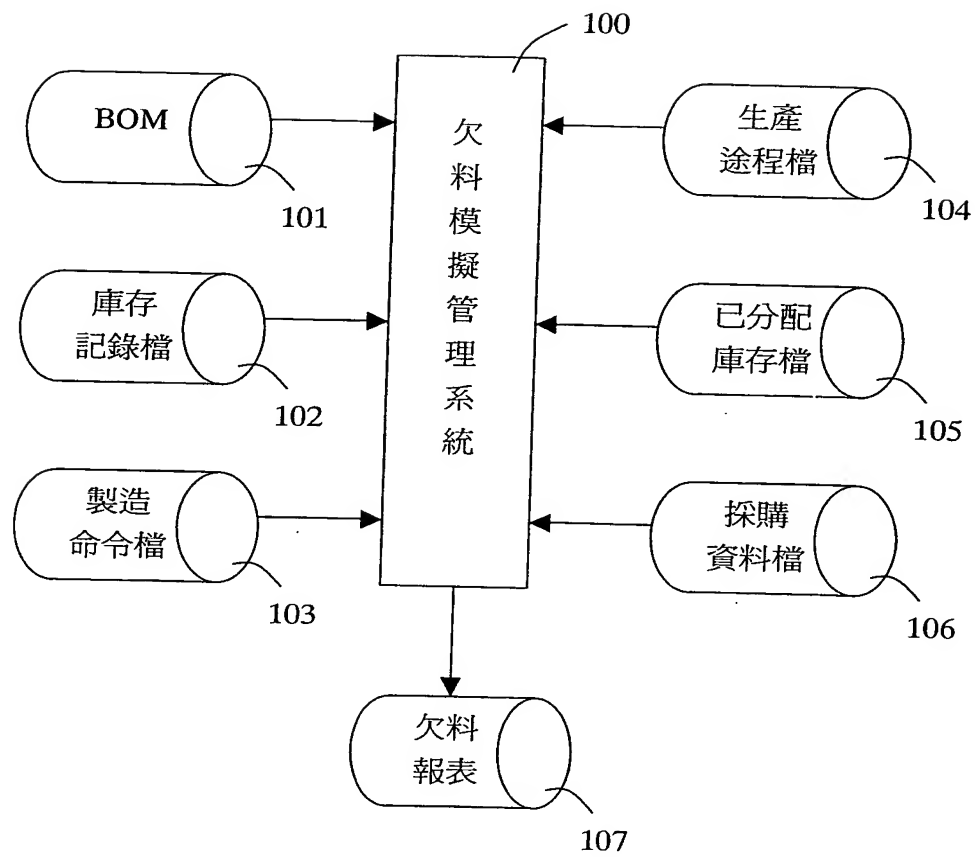 100
BOM
101
庫存
記錄檔
102
製造
命令檔
103
欠料模擬管理系統
生產
途程檔
104
已分配
庫存檔
105
採購
資料檔
106
欠料
報表
107